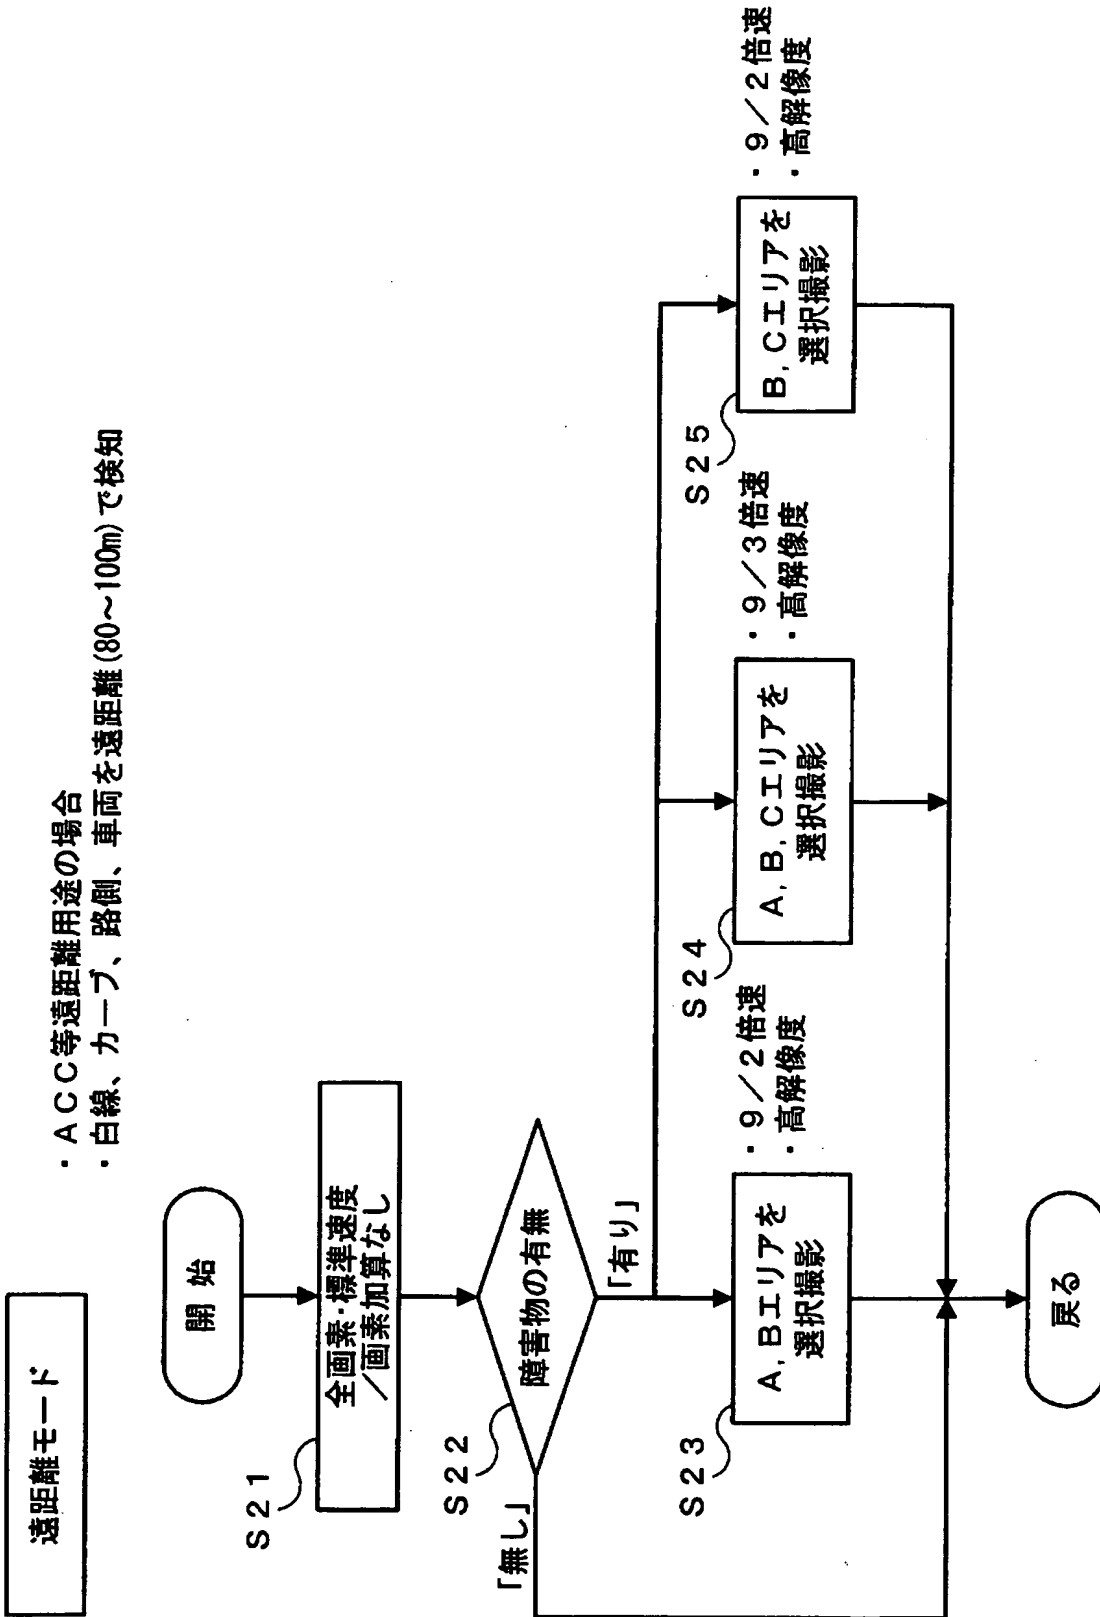 遠距離モード
・ACC等遠距離用途の場合
・白線、カーブ、路側、車両を遠距離(80～100m)で検知
開 始
S21
全画素・標準速度
／画素加算なし
S22
障害物の有無
「無し」
「有り」
S23
A, Bエリアを
選択撮影
・9／2倍速
・高解像度
S24
A, B, Cエリアを
選択撮影
・9／3倍速
・高解像度
S25
B, Cエリアを
選択撮影
・9／2倍速
・高解像度
戻る